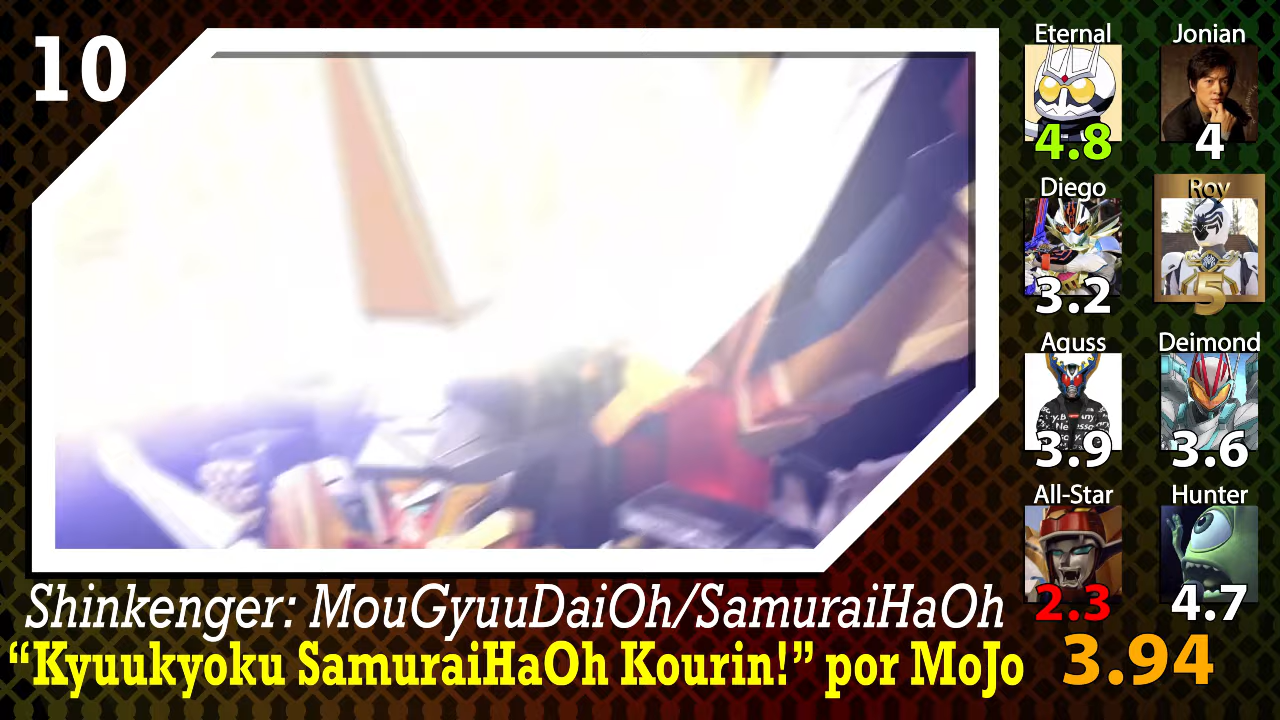 10
Eternal
4.8
Jonian
4
Diego
3.2
Roy
5
Aguss
3.9
Deimond
3.6
All-Star
2.3
Hunter
4.7
Shinkenger: MouGyuuDaiOh/SamuraiHaOh
“Kyuukyoku SamuraiHaOh Kourin!” por MoJo
3.94